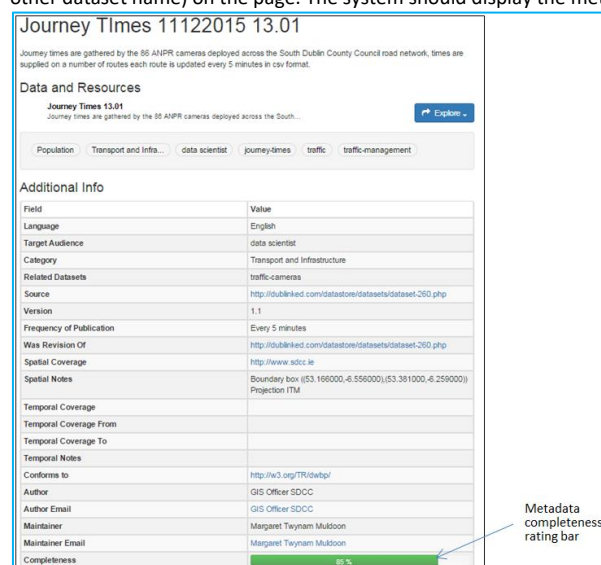 other dataset name) on the page. The system should display the met
Journey TImes 11122015 13.01
Journey times are gathered by the 86 ANPR cameras deployed across the South Dublin County Council road network, times are
supplied on a number of routes each route is updated every 5 minutes in csv format.
Data and Resources
Journey Times 13.01
Journey times are gathered by the 86 ANPR cameras deployed across the South...
Explore
Population Transport and Infra... data scientist journey-times traffic traffic-management
Additional Info
Field Value
Language English
Target Audience data scientist
Category Transport and Infrastructure
Related Datasets traffic-cameras
Source http://dublinked.com/datastore/datasets/dataset-260.php
Version 1.1
Frequency of Publication Every 5 minutes
Was Revision Of http://dublinked.com/datastore/datasets/dataset-260.php
Spatial Coverage http://www.sdcc.ie
Spatial Notes Boundary box ((53.166000,-6.556000),(53.381000,-6.259000))
Projection ITM
Temporal Coverage
Temporal Coverage From
Temporal Coverage To
Temporal Notes
Conforms to http://w3.org/TR/dwbp/
Author GIS Officer SDCC
Author Email GIS Officer SDCC
Maintainer Margaret Twynam Muldoon
Maintainer Email Margaret Twynam Muldoon
Completeness 85 %
Metadata
completeness
rating bar